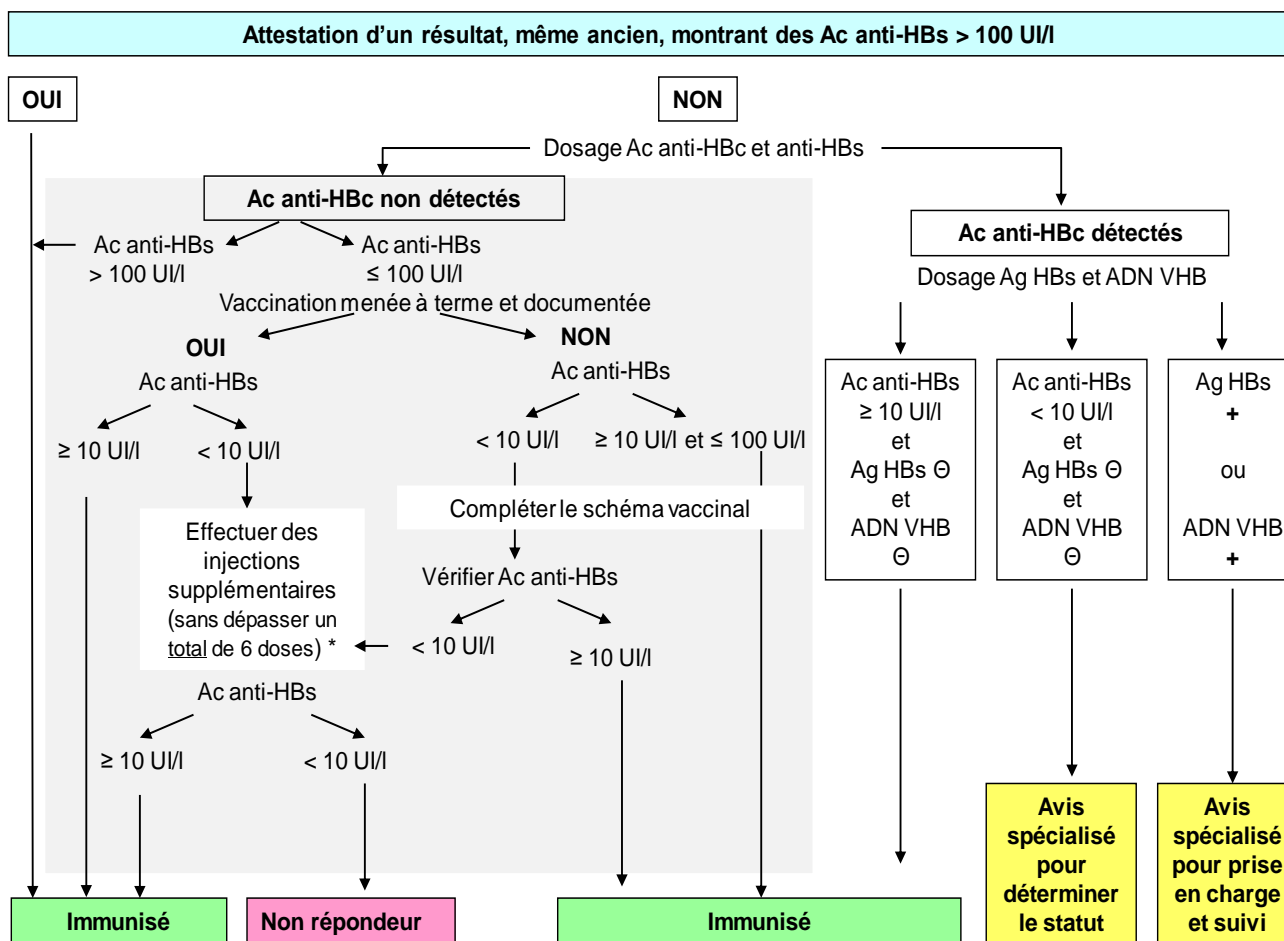 Attestation d’un résultat, même ancien, montrant des Ac anti-HBs > 100 UI/l
OUI
NON
Dosage Ac anti-HBc et anti-HBs
Ac anti-HBc non détectés
Ac anti-HBs
> 100 UI/l
Ac anti-HBs
≤ 100 UI/l
Vaccination menée à terme et documentée
OUI
Ac anti-HBs
≥ 10 UI/l
< 10 UI/l
Effectuer des
injections
supplémentaires
(sans dépasser un
total de 6 doses) *
Ac anti-HBs
≥ 10 UI/l
< 10 UI/l
NON
Ac anti-HBs
< 10 UI/l
≥ 10 UI/l et ≤ 100 UI/l
Compléter le schéma vaccinal
Vérifier Ac anti-HBs
< 10 UI/l
≥ 10 UI/l
Ac anti-HBc détectés
Dosage Ag HBs et ADN VHB
Ac anti-HBs
≥ 10 UI/l
et
Ag HBs Θ
et
ADN VHB
Θ
Ac anti-HBs
< 10 UI/l
et
Ag HBs Θ
et
ADN VHB
Θ
Ag HBs
+
ou
ADN VHB
+
Immunisé
Non répondeur
Immunisé
Avis
spécialisé
pour
déterminer
le statut
Avis
spécialisé
pour prise
en charge
et suivi